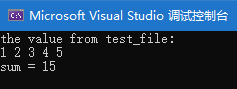 Microsoft Visual Studio 调试控制台
the value from test_file:
1 2 3 4 5
sum = 15